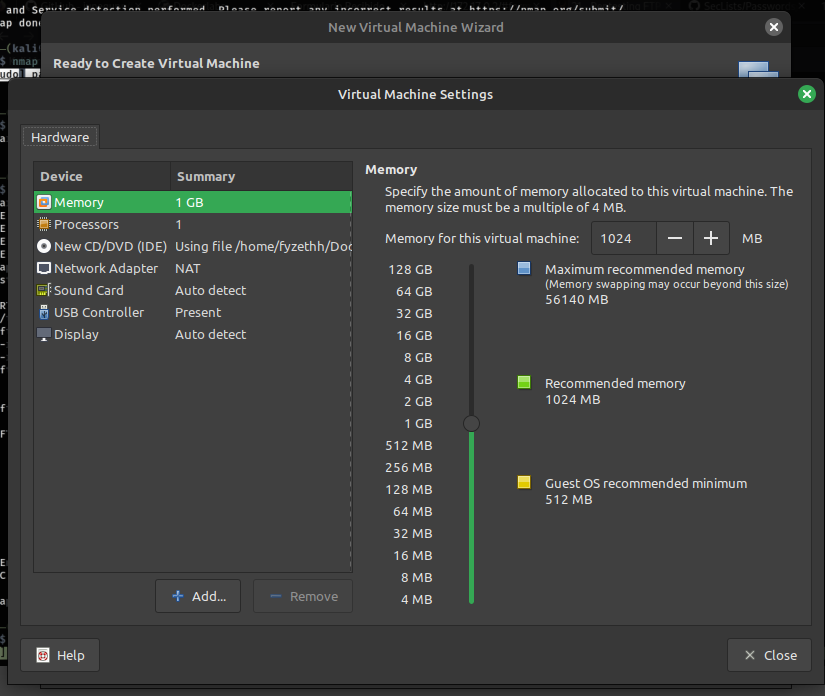 and Service detection performed. Please report any incorrect results at https://nmap.org/submit/
ap done
New Virtual Machine Wizard
(kali
$ nmap
Ready to Create Virtual Machine
Virtual Machine Settings
Hardware
Device Summary
Memory 1 GB
Processors 1
New CD/DVD (IDE) Using file /home/fyzethh/Doc
Network Adapter NAT
Sound Card Auto detect
USB Controller Present
Display Auto detect
Add...
Remove
Memory
Specify the amount of memory allocated to this virtual machine. The
memory size must be a multiple of 4 MB.
Memory for this virtual machine: 1024 MB
128 GB
64 GB
32 GB
16 GB
8 GB
4 GB
2 GB
1 GB
512 MB
256 MB
128 MB
64 MB
32 MB
16 MB
8 MB
4 MB
Maximum recommended memory
(Memory swapping may occur beyond this size)
56140 MB
Recommended memory
1024 MB
Guest OS recommended minimum
512 MB
Help
Close